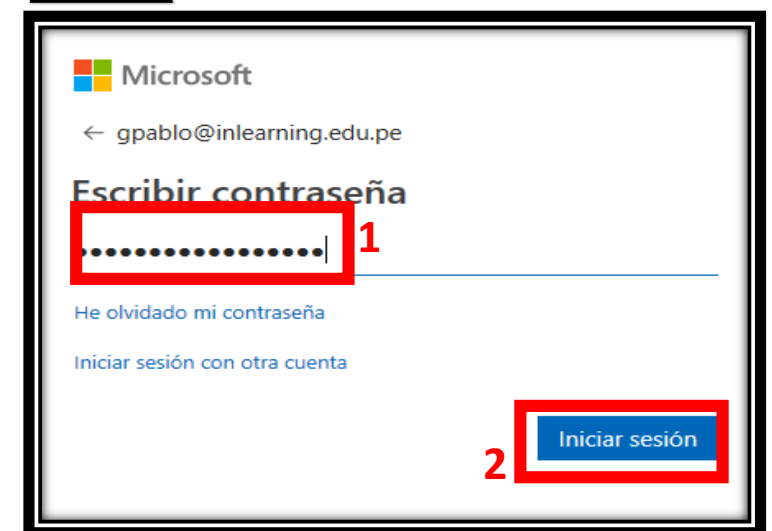 Microsoft
← gpablo@inlearning.edu.pe
Escribir contraseña
•••••••••••••••••
1
He olvidado mi contraseña
Iniciar sesión con otra cuenta
Iniciar sesión
2